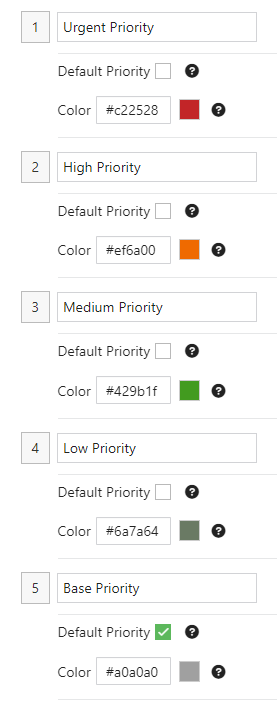 1 Urgent Priority
Default Priority ?
Color #c22528 ?
2 High Priority
Default Priority ?
Color #ef6a00 ?
3 Medium Priority
Default Priority ?
Color #429b1f ?
4 Low Priority
Default Priority ?
Color #6a7a64 ?
5 Base Priority
Default Priority ?
Color #a0a0a0 ?